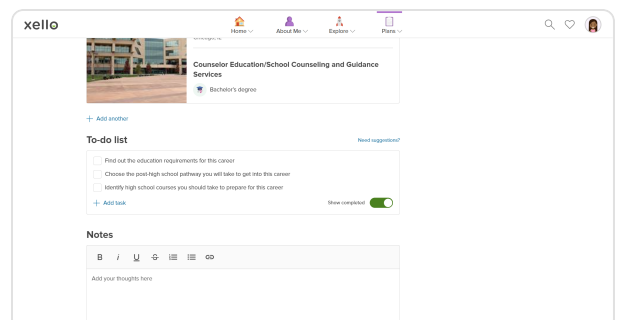 xello
Home
About Me
Explore
Plans
Counselor Education/School Counseling and Guidance
Services
Bachelor's degree
Add another
To-do list
Need suggestions?
Find out the education requirements for this career
Choose the post-high school pathway you will take to get into this career
Identify high school courses you should take to prepare for this career
Add task
Show completed
Notes
B i U S
Add your thoughts here